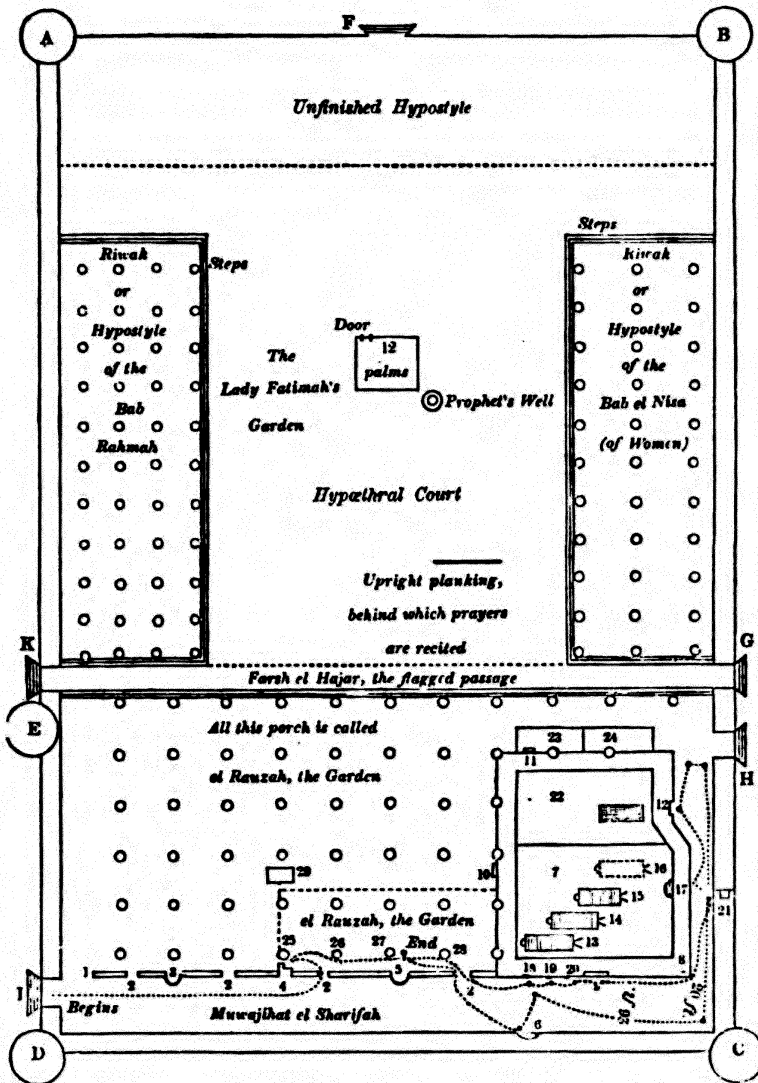 A
F
B
Unfinished Hypostyle
Steps
Riwak
or
Hypostyle
of the
Bab
Rahmah
Steps
Riwak
or
Hypostyle
of the
Bab el Nisa
(of Women)
Door
12
palms
The
Lady Fatimah's
Garden
Prophet's Well
Hypæthral Court
Upright planking,
behind which prayers
are recited
K
G
Farsh el Hajar, the flagged passage
E
H
All this porch is called
el Rauzah, the Garden
23
24
11
22
12
29
10
7
16
17
15
21
14
13
el Rauzah, the Garden
25
26
27
End
28
8
18
19
20
1
2
3
2
4
2
5
2
I
Begins
Muwajihat el Sharifah
6
26 ft.
D
C